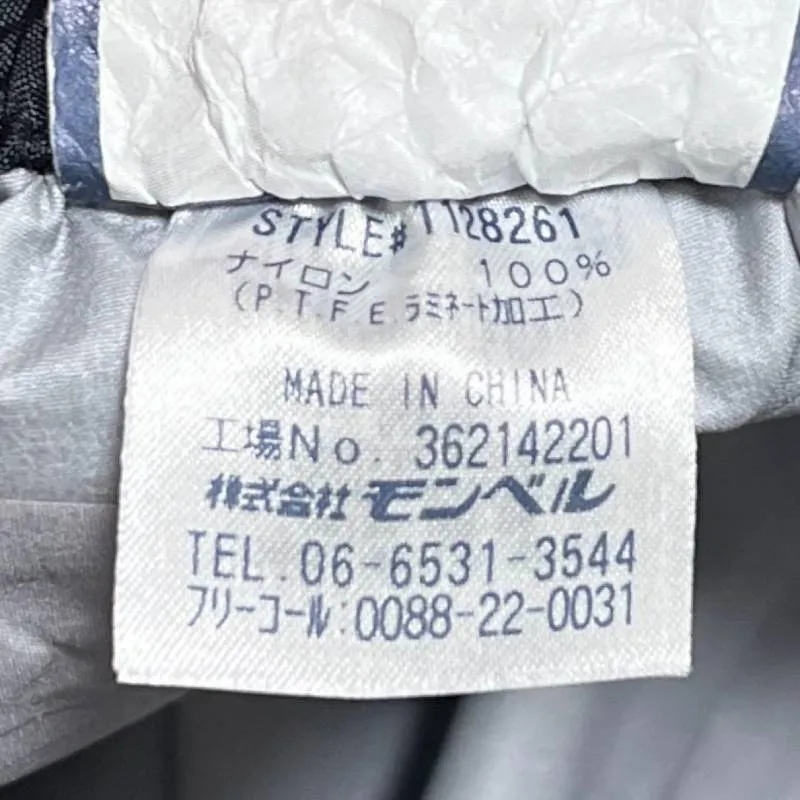 STYLE# 1128261
ナイロン 100%
(P.T.F.E.ラミネート加工)
MADE IN CHINA
工場No. 362142201
株式会社 モンベル
TEL.06-6531-3544
フリーコール:0088-22-0031